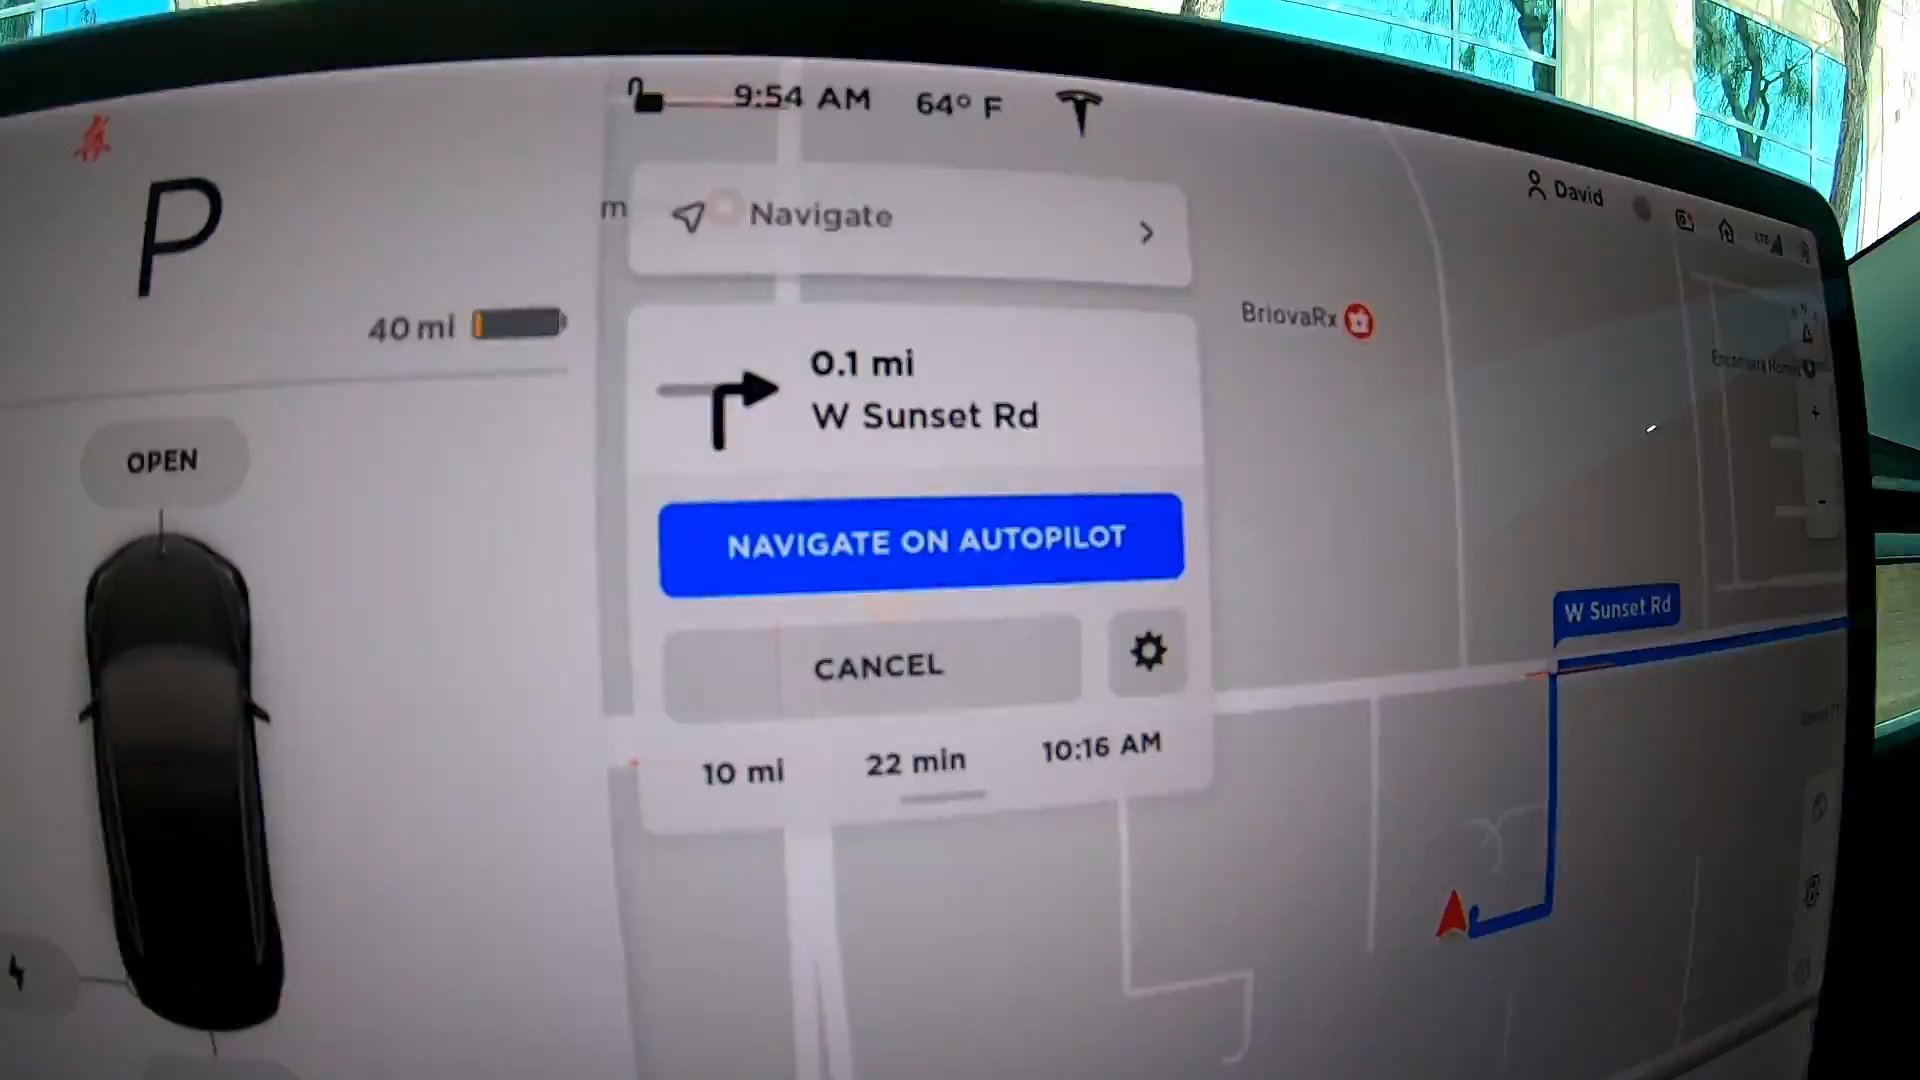 9:54 AM 64° F
David
LTE
P
m
Navigate
40 mi
BriovaRx
0.1 mi
W Sunset Rd
OPEN
NAVIGATE ON AUTOPILOT
W Sunset Rd
CANCEL
10 mi 22 min 10:16 AM